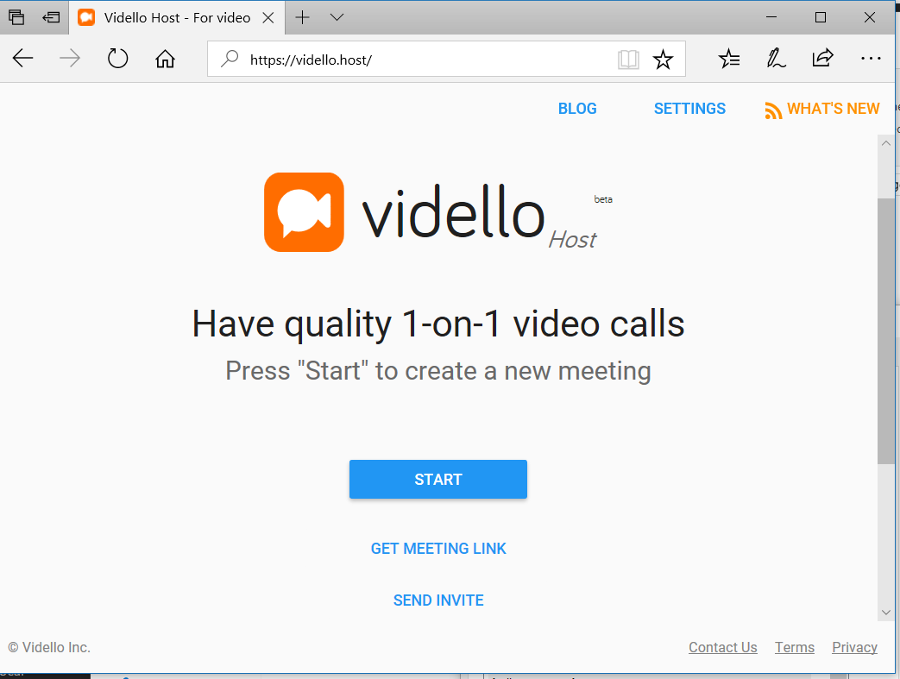 Vidello Host - For video
https://vidello.host/
BLOG SETTINGS WHAT'S NEW
vidello Host beta
Have quality 1-on-1 video calls
Press "Start" to create a new meeting
START
GET MEETING LINK
SEND INVITE
© Vidello Inc. Contact Us Terms Privacy